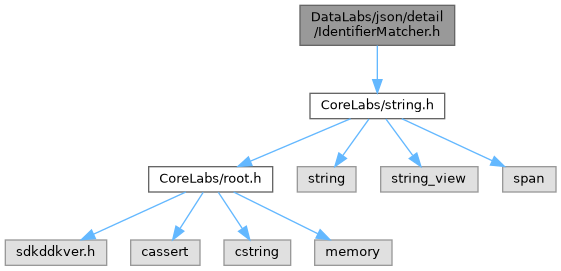 DataLabs/json/detail
/IdentifierMatcher.h
CoreLabs/string.h
CoreLabs/root.h
string
string_view
span
sdkddkver.h
cassert
cstring
memory